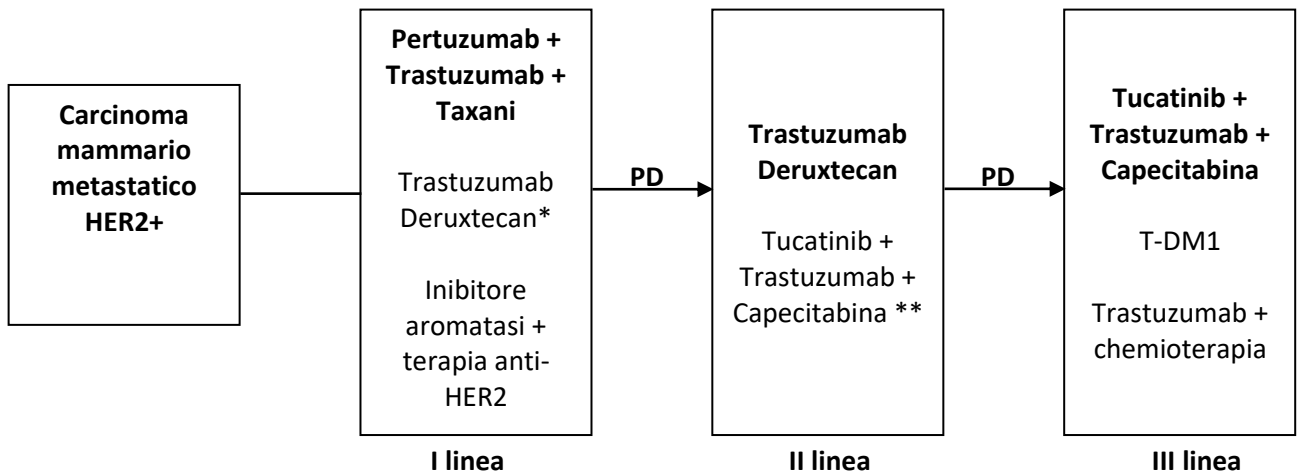 Carcinoma
mammario
metastatico
HER2+
Pertuzumab +
Trastuzumab +
Taxani
Trastuzumab
Deruxtecan*
Inibitore
aromatasi +
terapia anti-
HER2
I linea
PD
Trastuzumab
Deruxtecan
Tucatinib +
Trastuzumab +
Capecitabina **
II linea
PD
Tucatinib +
Trastuzumab +
Capecitabina
T-DM1
Trastuzumab +
chemioterapia
III linea